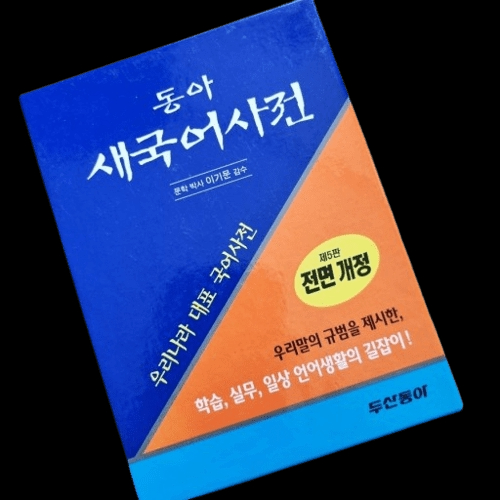 동아
새국어사전
문학 박사 이기문 감수
우리나라 대표 국어사전
제5판
전면 개정
우리말의 규범을 제시한,
학습, 실무, 일상 언어생활의 길잡이!
두산동아